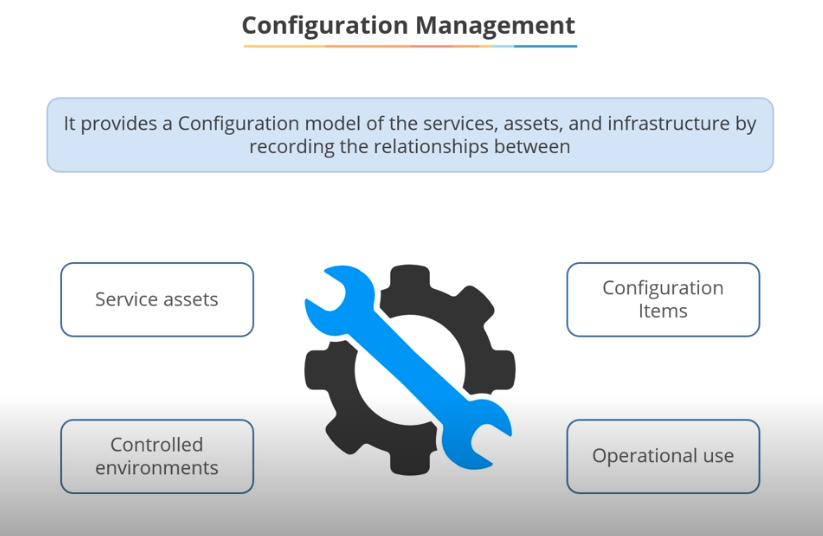 Configuration Management
It provides a Configuration model of the services, assets, and infrastructure by
recording the relationships between
Service assets
Configuration
Items
Controlled
environments
Operational use